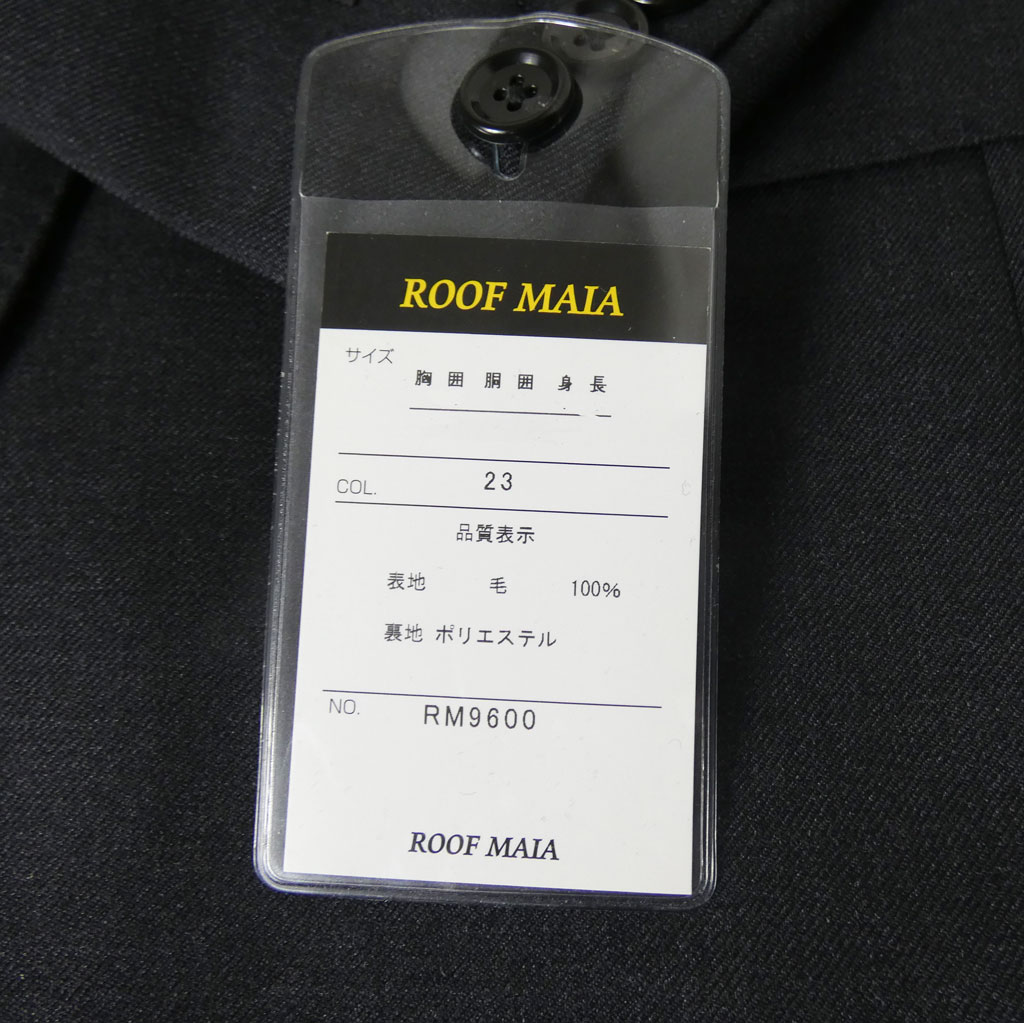 ROOF MAIA
サイズ
胸囲 胴囲 身長
COL. 23
品質表示
表地 毛 100%
裏地 ポリエステル
NO. RM9600
ROOF MAIA